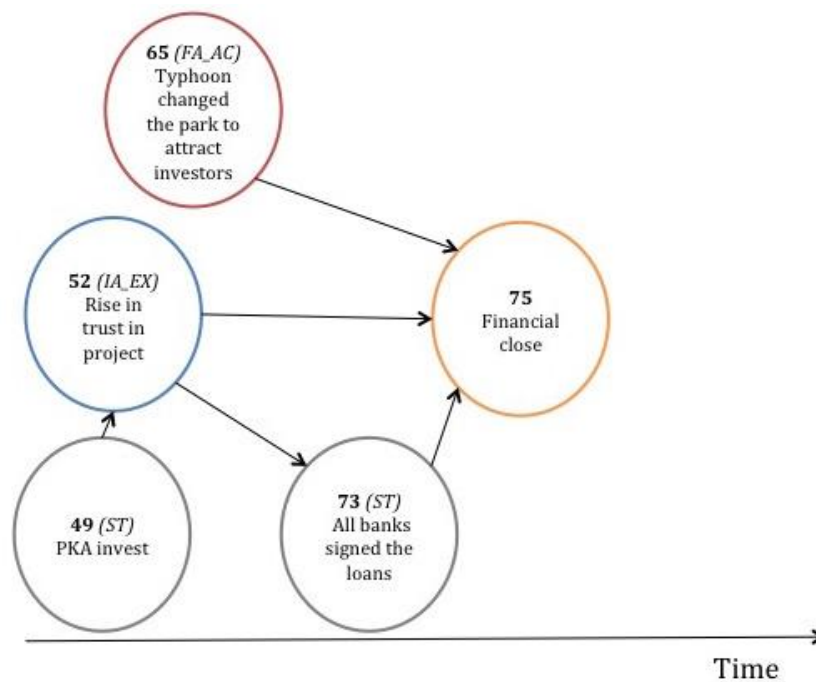 65 (FA_AC)
Typhoon
changed
the park to
attract
investors
52 (IA_EX)
Rise in
trust in
project
75
Financial
close
49 (ST)
PKA invest
73 (ST)
All banks
signed the
loans
Time